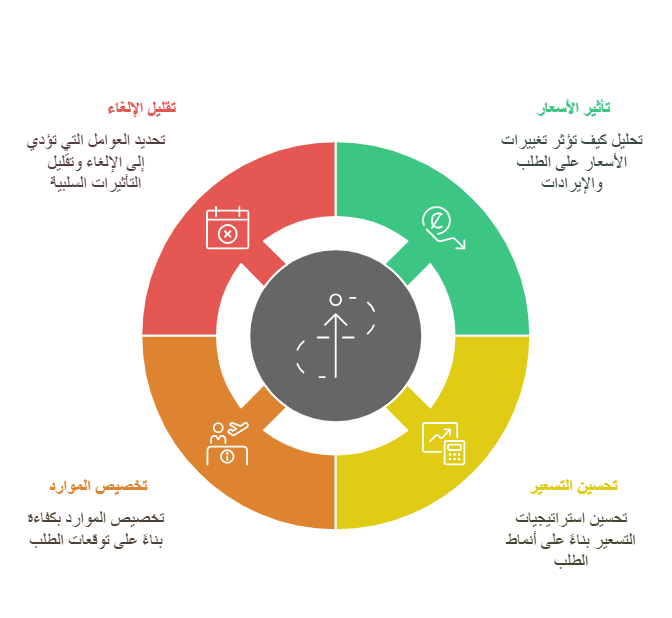 تأثير الأسعار
تحليل كيف تؤثر تغييرات
الأسعار على الطلب
والإيرادات
تقليل الإلغاء
تحديد العوامل التي تؤدي
إلى الإلغاء وتقليل
التأثيرات السلبية
تحسين التسعير
تحسين استراتيجيات
التسعير بناءً على أنماط
الطلب
تخصيص الموارد
تخصيص الموارد بكفاءة
بناءً على توقعات الطلب